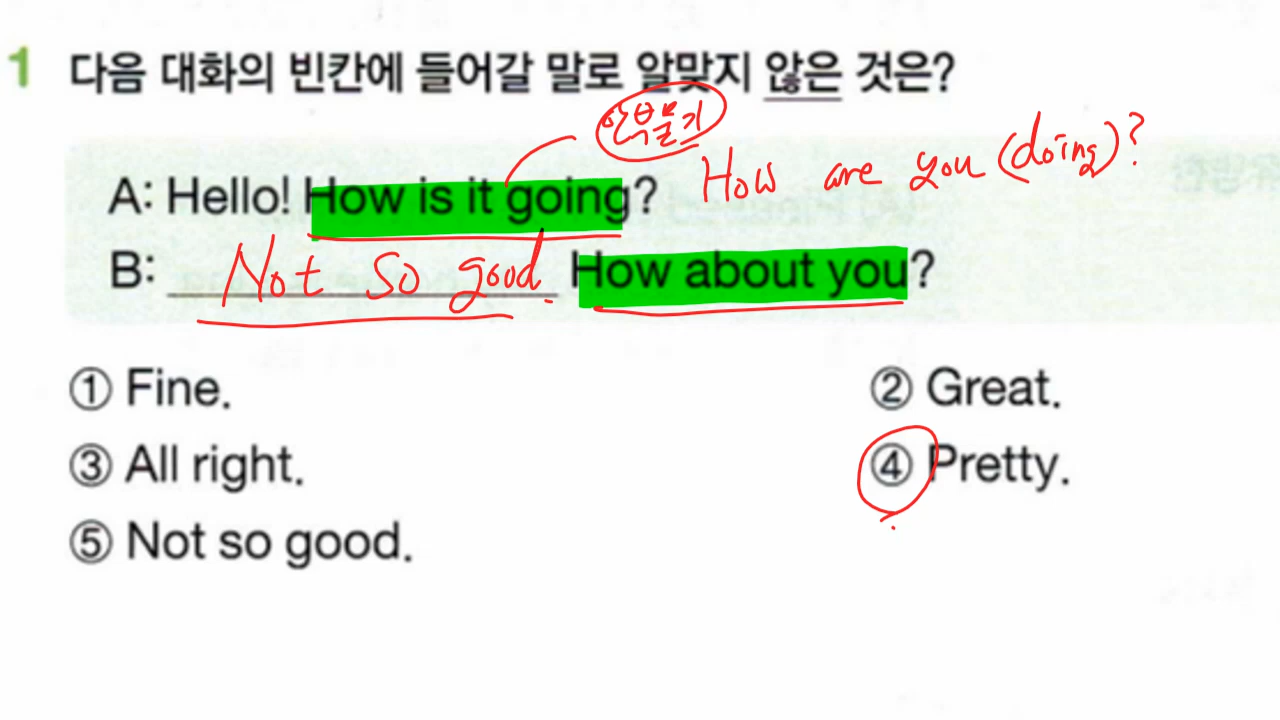 1 다음 대화의 빈칸에 들어갈 말로 알맞지 않은 것은?
안부묻기
How are you (doing)?
A: Hello! How is it going?
B: Not so good. How about you?
① Fine.
② Great.
③ All right.
④ Pretty.
⑤ Not so good.